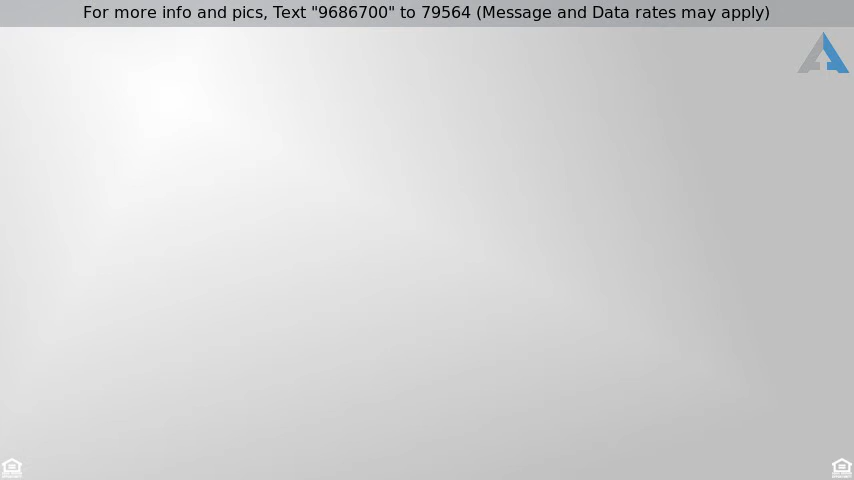 For more info and pics, Text "9686700" to 79564 (Message and Data rates may apply)